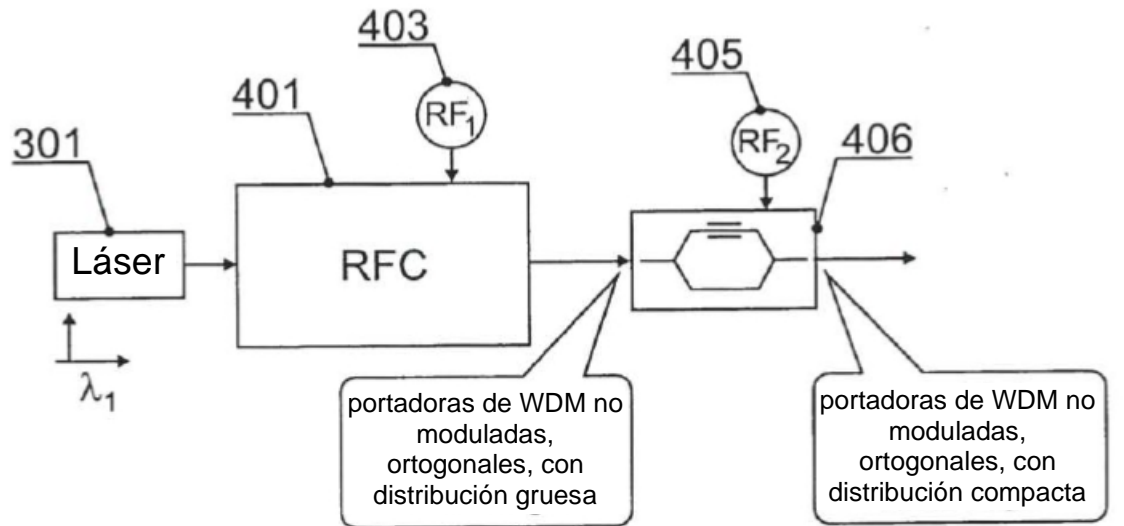 403
405
401
RF1
301
RF2
406
Láser
RFC
λ1
portadoras de WDM no
moduladas,
ortogonales, con
distribución gruesa
portadoras de WDM no
moduladas,
ortogonales, con
distribución compacta